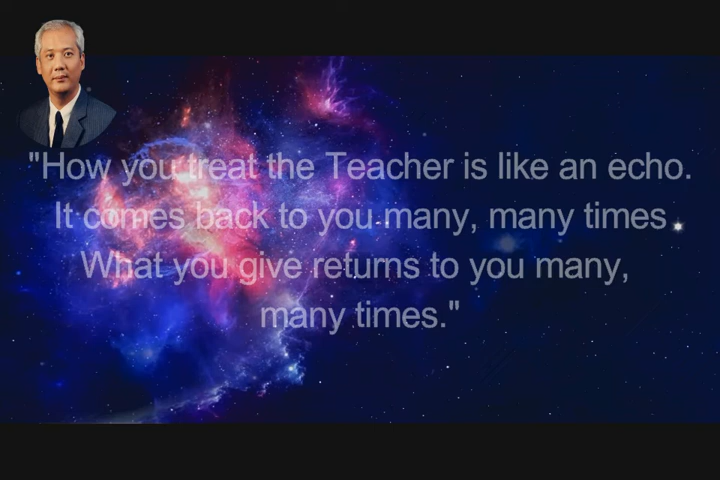 "How you treat the Teacher is like an echo.
It comes back to you many, many times
What you give returns to you many,
many times."